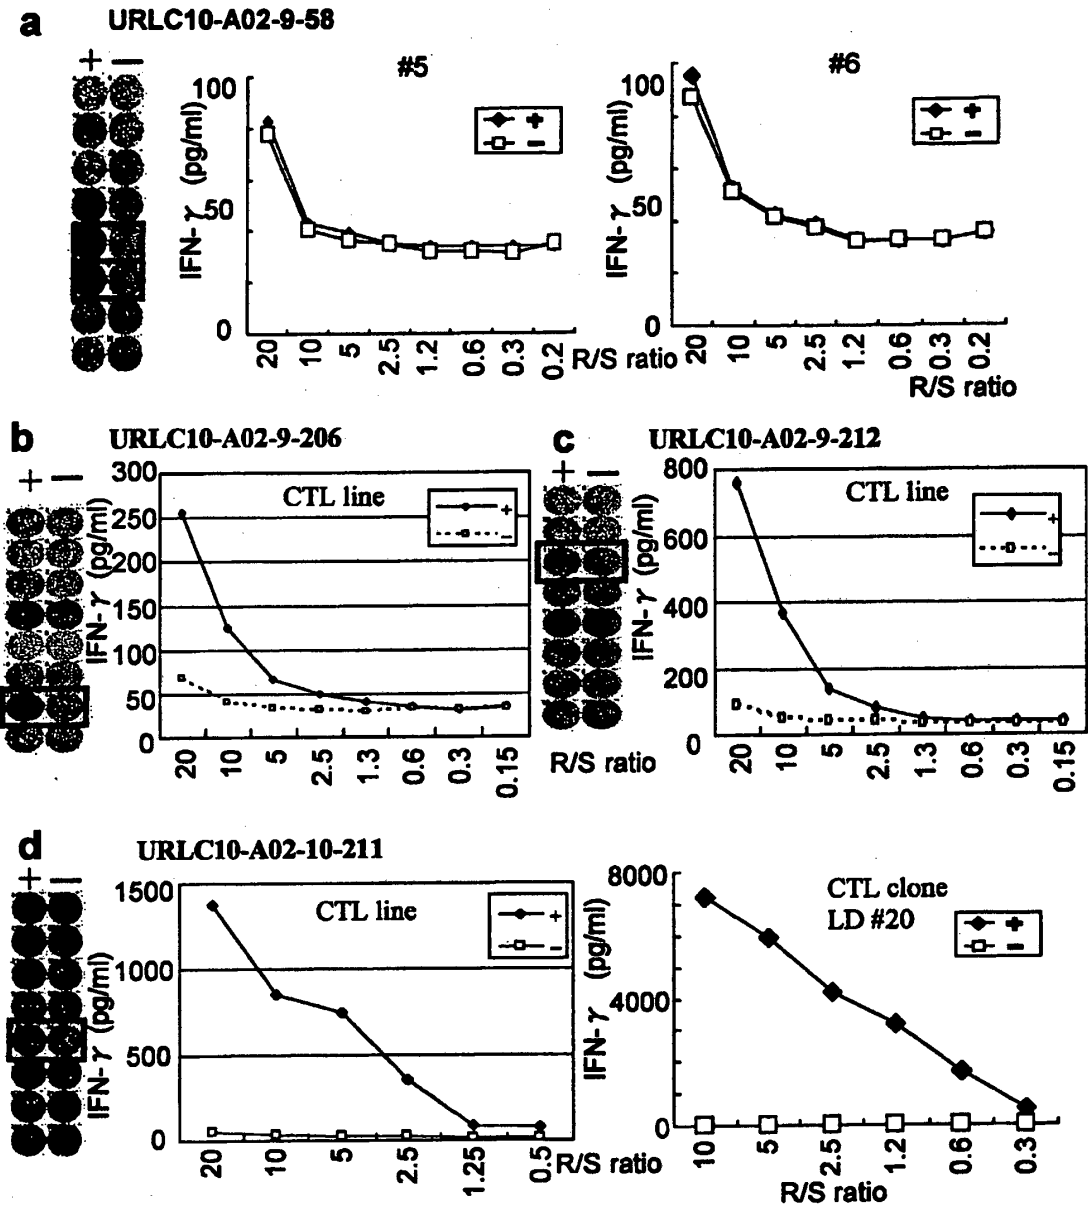 a URLC10-A02-9-58
+ −
#5
IFN-γ (pg/ml)
100
50
0
+
−
20 10 5 2.5 1.2 0.6 0.3 0.2
R/S ratio
#6
IFN-γ (pg/ml)
100
50
0
+
−
20 10 5 2.5 1.2 0.6 0.3 0.2
R/S ratio
b URLC10-A02-9-206
+ −
IFN-γ (pg/ml)
300
250
200
150
100
50
0
CTL line
+
−
20 10 5 2.5 1.3 0.6 0.3 0.15
R/S ratio
c URLC10-A02-9-212
+ −
IFN-γ (pg/ml)
800
600
400
200
0
CTL line
+
−
20 10 5 2.5 1.3 0.6 0.3 0.15
d URLC10-A02-10-211
+ −
IFN-γ (pg/ml)
1500
1000
500
0
CTL line
+
−
20 10 5 2.5 1.25 0.5
R/S ratio
IFN-γ (pg/ml)
8000
4000
0
CTL clone
LD #20
+
−
10 5 2.5 1.2 0.6 0.3
R/S ratio